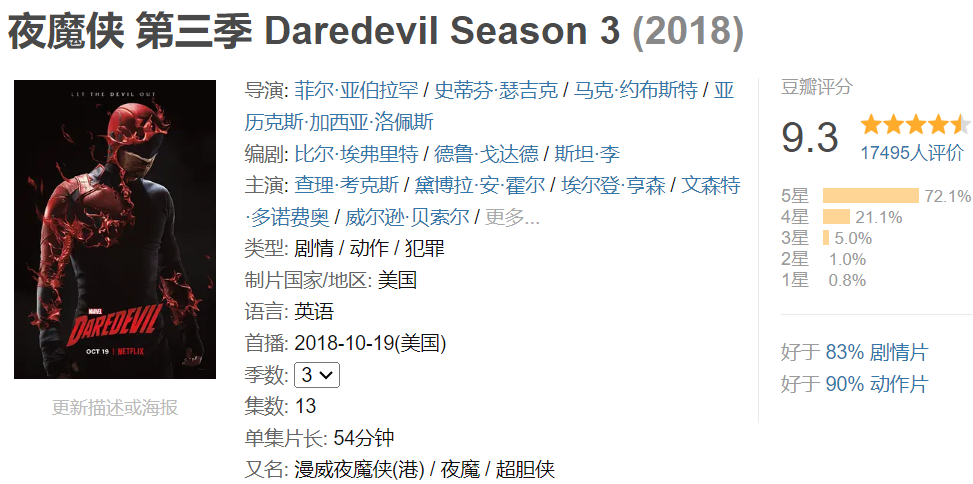 夜魔侠 第三季 Daredevil Season 3 (2018)
LET THE DEVIL OUT
MARVEL
DAREDEVIL
OCT 19 | NETFLIX
更新描述或海报
导演: 菲尔·亚伯拉罕 / 史蒂芬·瑟吉克 / 马克·约布斯特 / 亚
历克斯·加西亚·洛佩斯
编剧: 比尔·埃弗里特 / 德鲁·戈达德 / 斯坦·李
主演: 查理·考克斯 / 黛博拉·安·霍尔 / 埃尔登·亨森 / 文森特
·多诺费奥 / 威尔逊·贝索尔 / 更多...
类型: 剧情 / 动作 / 犯罪
制片国家/地区: 美国
语言: 英语
首播: 2018-10-19(美国)
季数: 3
集数: 13
单集片长: 54分钟
又名: 漫威夜魔侠(港) / 夜魔 / 超胆侠
豆瓣评分
9.3
17495人评价
5星 72.1%
4星 21.1%
3星 5.0%
2星 1.0%
1星 0.8%
好于 83% 剧情片
好于 90% 动作片